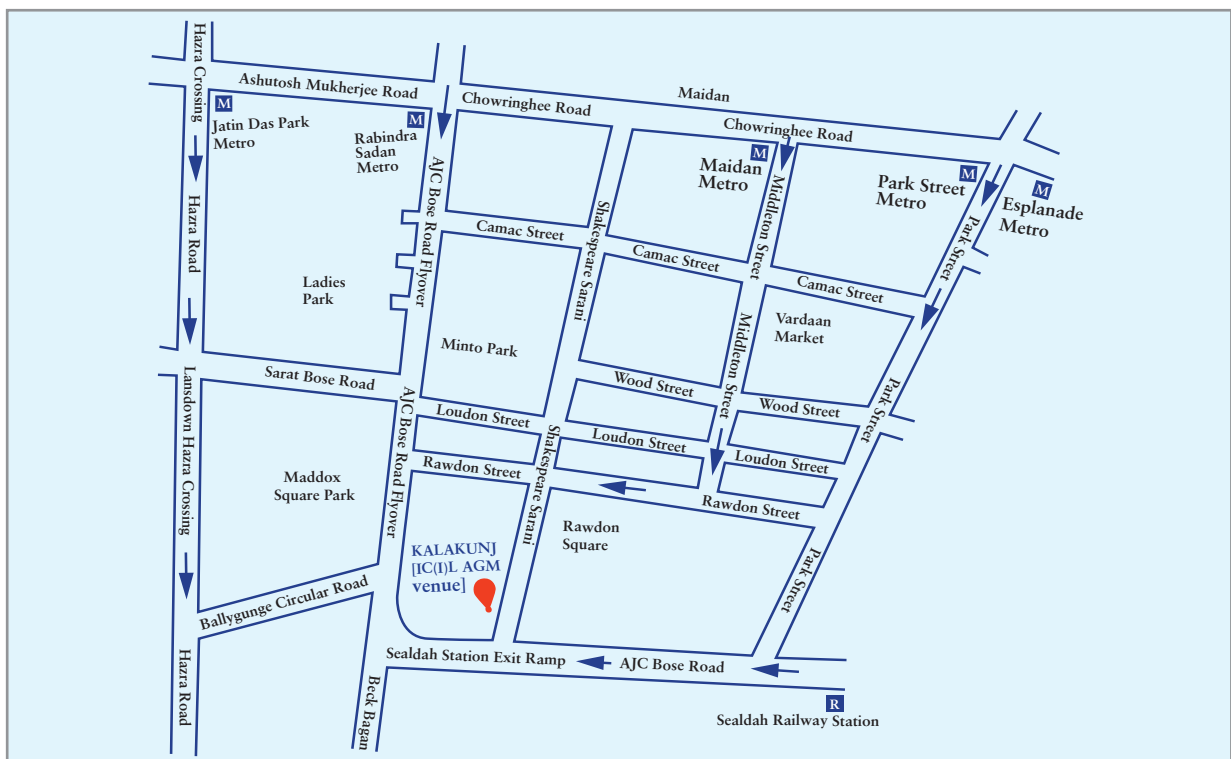 Hazra Crossing
Ashutosh Mukherjee Road
Chowringhee Road
Maidan
Chowringhee Road
M
Jatin Das Park
Metro
M
Rabindra
Sadan
Metro
M
Maidan
Metro
M
Park Street
Metro
M
Esplanade
Metro
Hazra Road
AJC Bose Road Flyover
Shakespeare Sarani
Middleton Street
Park Street
Camac Street
Camac Street
Camac Street
Ladies
Park
Minto Park
Vardaan
Market
Middleton Street
Park Street
Sarat Bose Road
Wood Street
Wood Street
Lansdown Hazra Crossing
AJC Bose Road Flyover
Loudon Street
Loudon Street
Loudon Street
Shakespeare Sarani
Rawdon Street
Rawdon Street
Maddox
Square Park
Rawdon
Square
KALAKUNJ
[IC(I)L AGM
venue]
Park Street
Ballygunge Circular Road
Hazra Road
Beck Bagan
Sealdah Station Exit Ramp
AJC Bose Road
R
Sealdah Railway Station